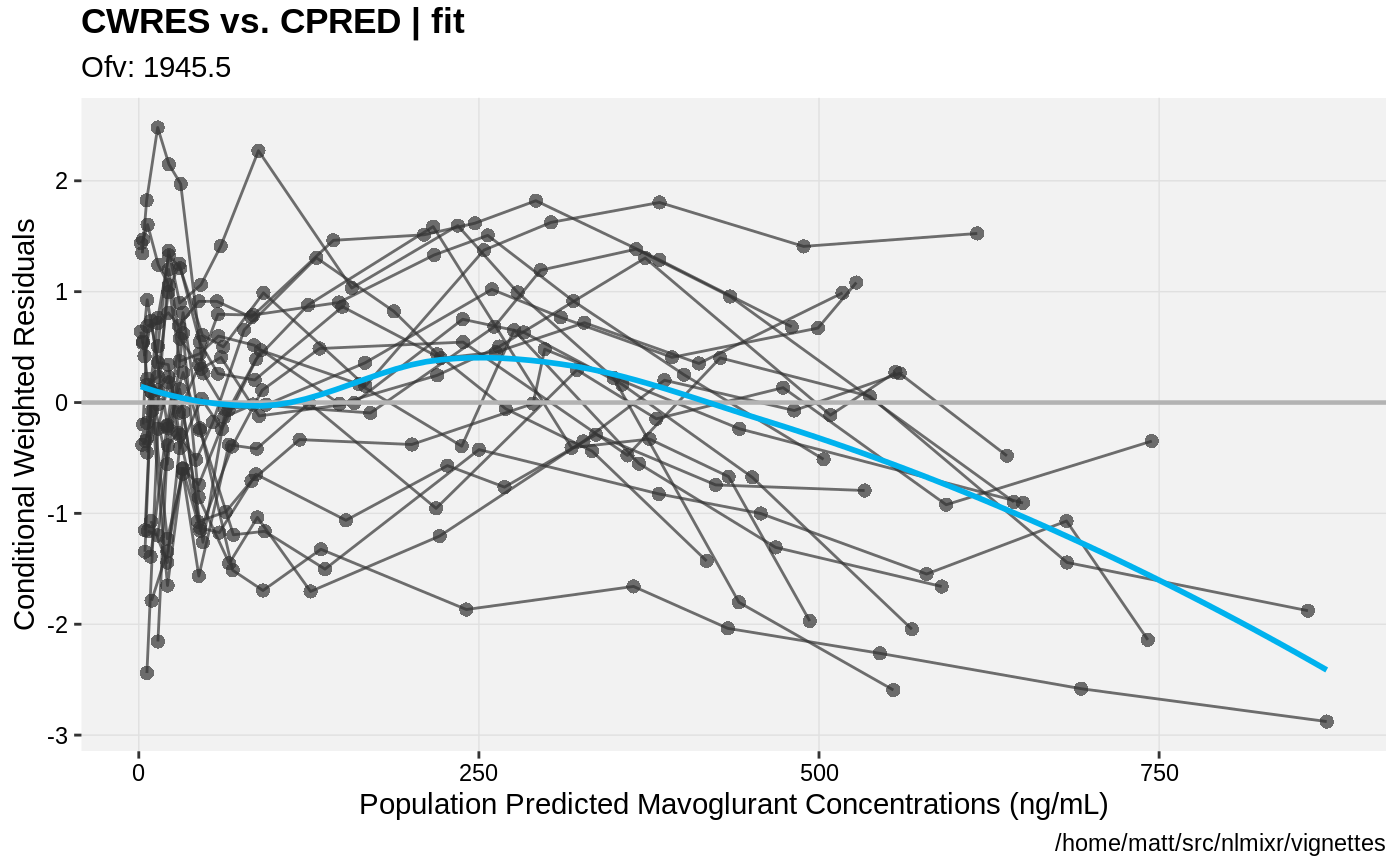 CWRES vs. CPRED | fit
Ofv: 1945.5
Conditional Weighted Residuals
2
1
0
-1
-2
-3
0 250 500 750
Population Predicted Mavoglurant Concentrations (ng/mL)
/home/matt/src/nlmixr/vignettes